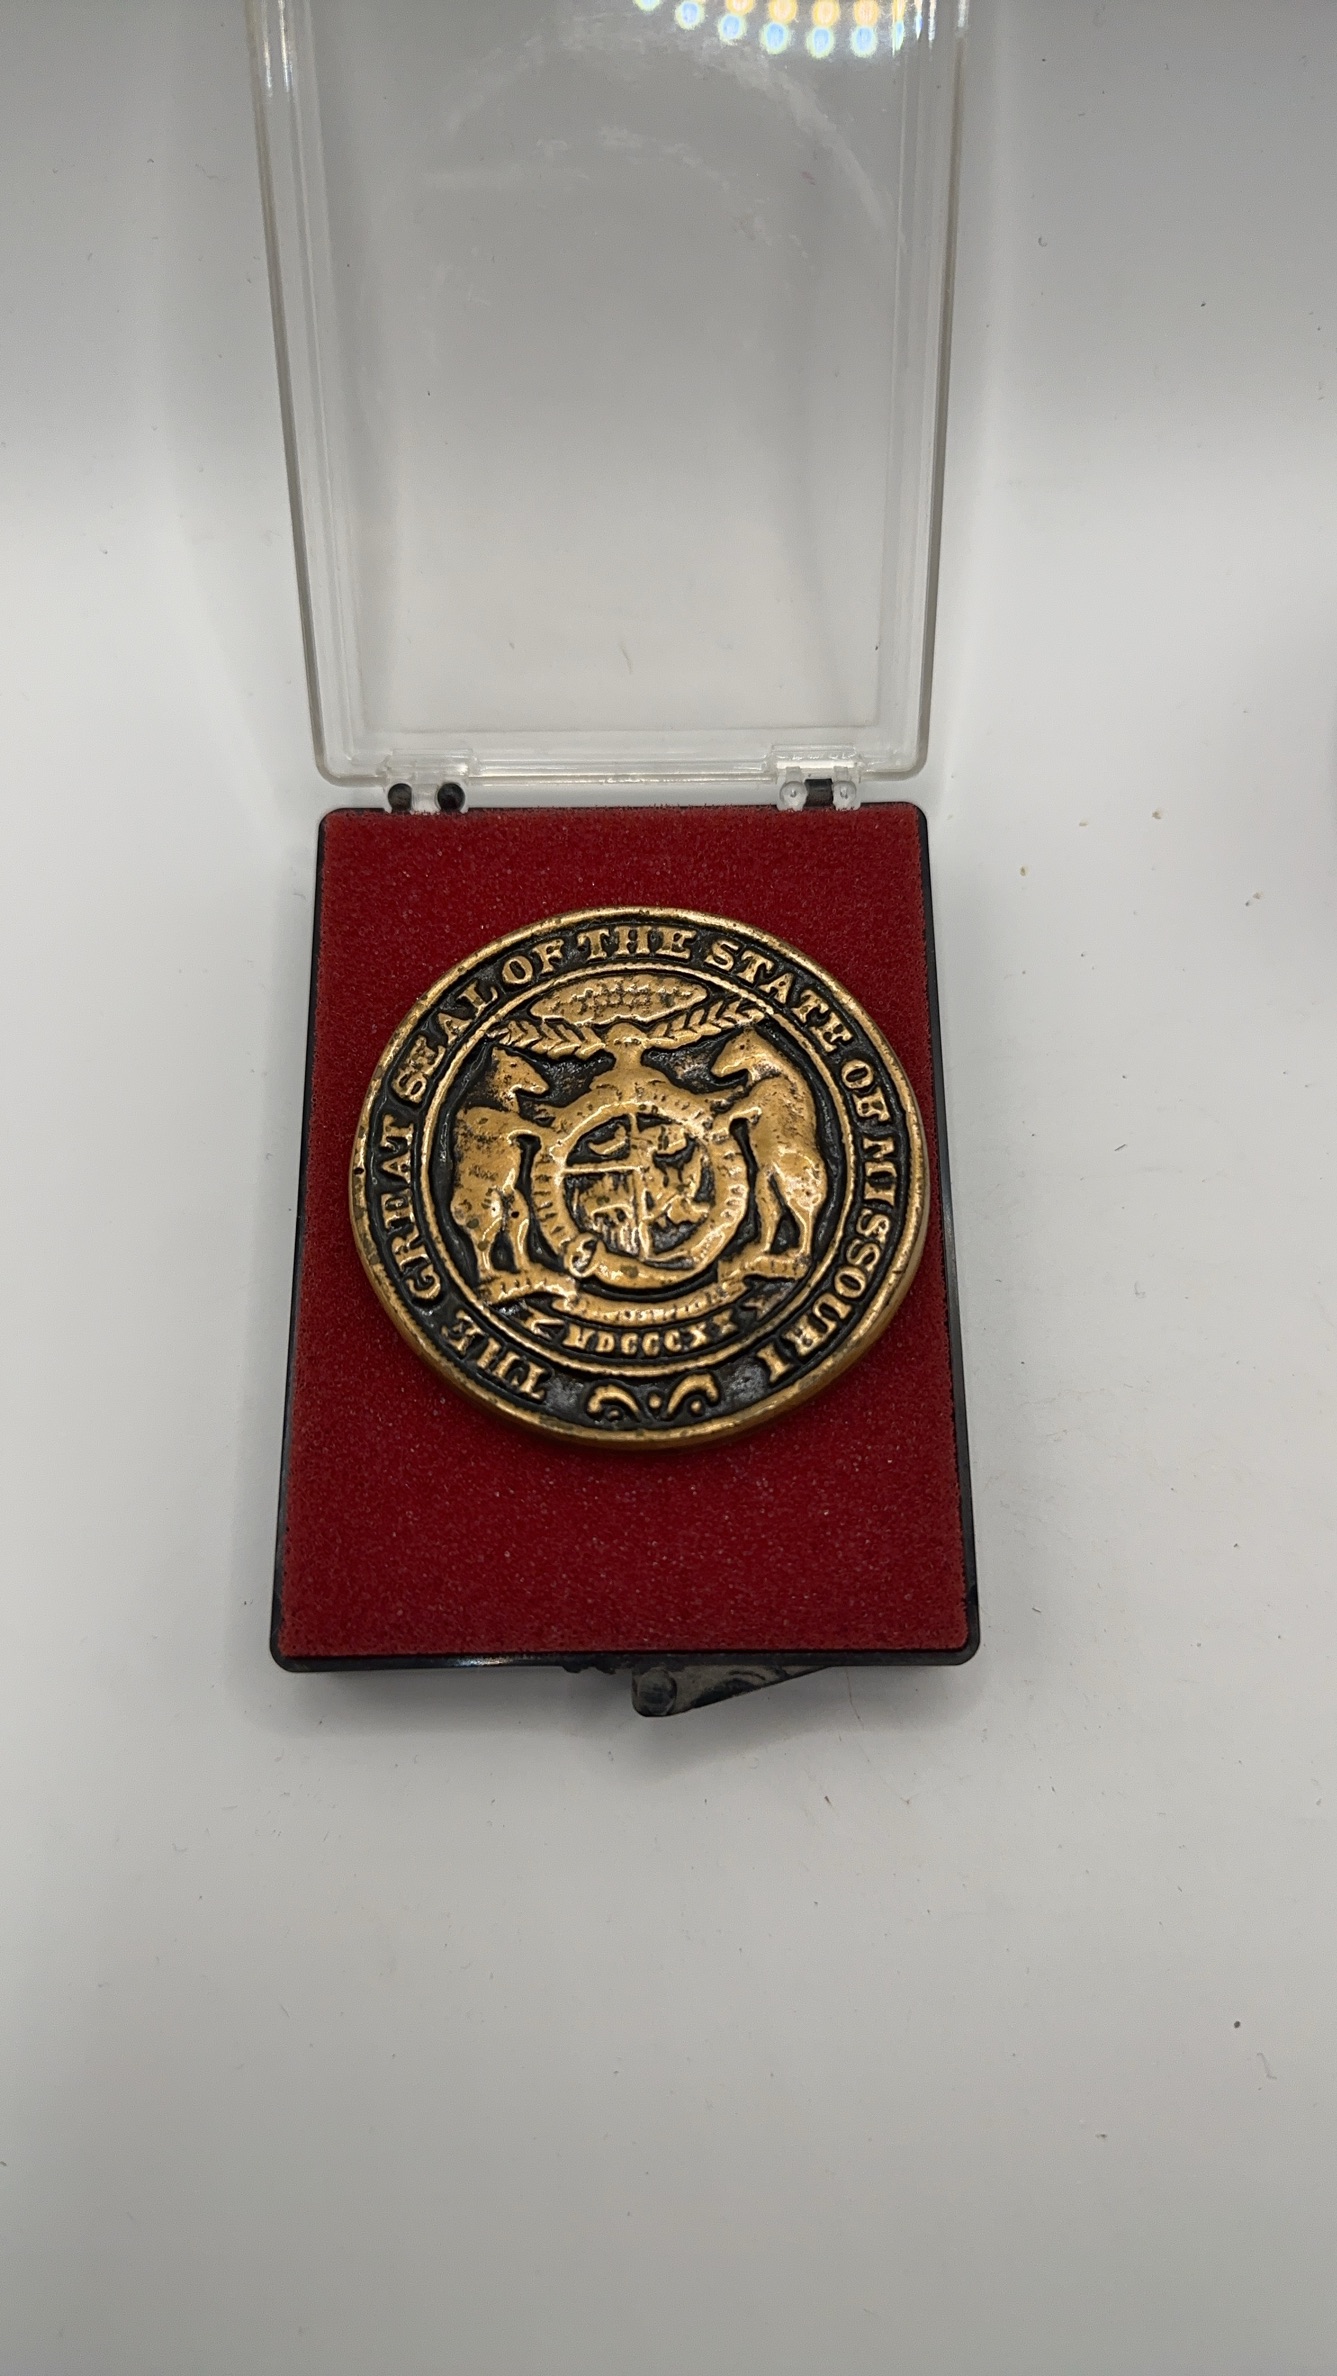 THE GREAT SEAL OF THE STATE OF MISSOURI
MDCCCXX